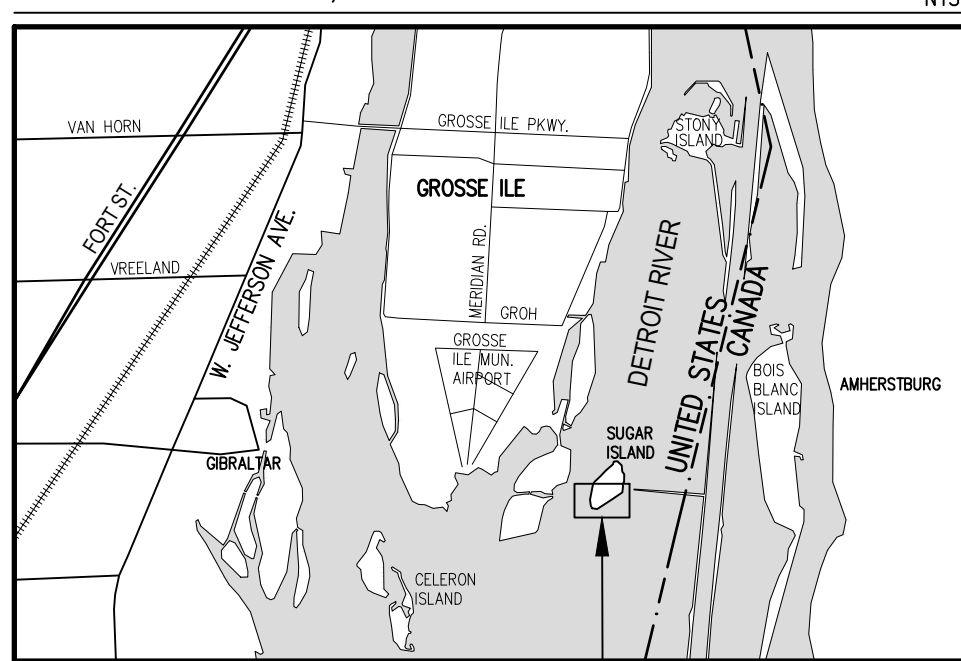 NTS
VAN HORN
GROSSE ILE PKWY.
STONY
ISLAND
FORT ST.
GROSSE ILE
W. JEFFERSON AVE.
MERIDIAN RD.
DETROIT RIVER
VREELAND
UNITED STATES
CANADA
GROH
GROSSE
ILE MUN.
AIRPORT
BOIS
BLANC
ISLAND
AMHERSTBURG
SUGAR
ISLAND
GIBRALTAR
CELERON
ISLAND